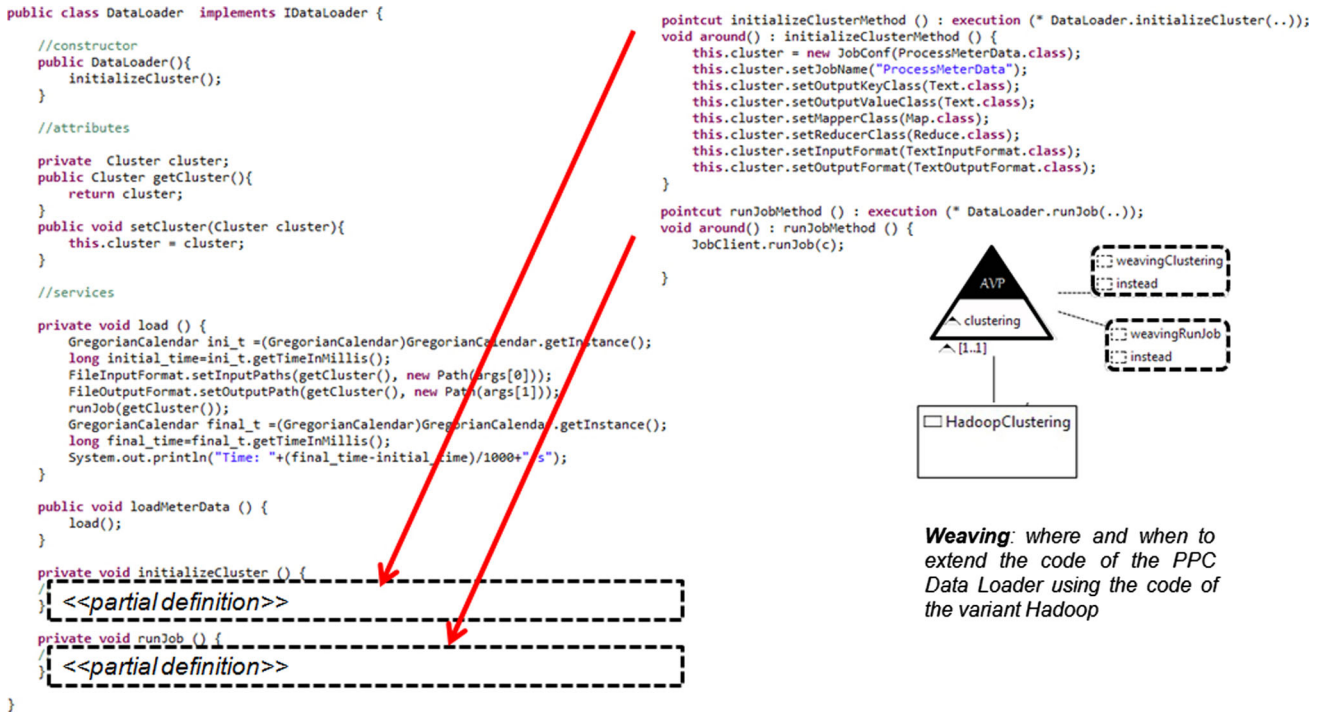 public class DataLoader  implements IDataLoader {
//constructor
public DataLoader(){
initializeCluster();
}
//attributes
private  Cluster cluster;
public Cluster getCluster(){
return cluster;
}
public void setCluster(Cluster cluster){
this.cluster = cluster;
}
//services
private void load () {
GregorianCalendar ini_t =(GregorianCalendar)GregorianCalendar.getInstance();
long initial_time=ini_t.getTimeInMillis();
FileInputFormat.setInputPaths(getCluster(), new Path(args[0]));
FileOutputFormat.setOutputPath(getCluster(), new Path(args[1]));
runJob(getCluster());
GregorianCalendar final_t =(GregorianCalendar)GregorianCalendar.getInstance();
long final_time=final_t.getTimeInMillis();
System.out.println("Time: "+(final_time-initial_time)/1000+" s");
}
public void loadMeterData () {
load();
}
private void initializeCluster () {
/
<<partial definition>>
}
private void runJob () {
/
<<partial definition>>
}
}
pointcut initializeClusterMethod () : execution (* DataLoader.initializeCluster(..));
void around() : initializeClusterMethod () {
this.cluster = new JobConf(ProcessMeterData.class);
this.cluster.setJobName("ProcessMeterData");
this.cluster.setOutputKeyClass(Text.class);
this.cluster.setOutputValueClass(Text.class);
this.cluster.setMapperClass(Map.class);
this.cluster.setReducerClass(Reduce.class);
this.cluster.setInputFormat(TextInputFormat.class);
this.cluster.setOutputFormat(TextOutputFormat.class);
}
pointcut runJobMethod () : execution (* DataLoader.runJob(..));
void around() : runJobMethod () {
JobClient.runJob(c);
}
AVP
clustering
[1..1]
weavingClustering
instead
weavingRunJob
instead
HadoopClustering
Weaving: where and when to
extend the code of the PPC
Data Loader using the code of
the variant Hadoop